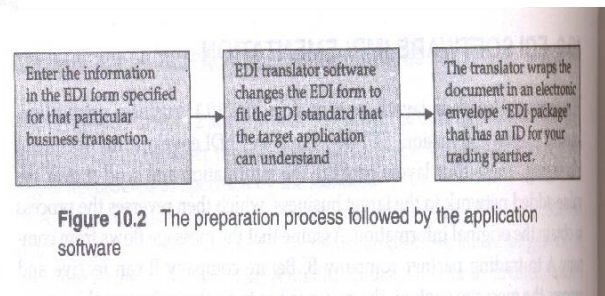 Enter the information
in the EDI form specified
for that particular
business transaction.
EDI translator software
changes the EDI form to
fit the EDI standard that
the target application
can understand
The translator wraps the
document in an electronic
envelope "EDI package"
that has an ID for your
trading partner.
Figure 10.2 The preparation process followed by the application
software